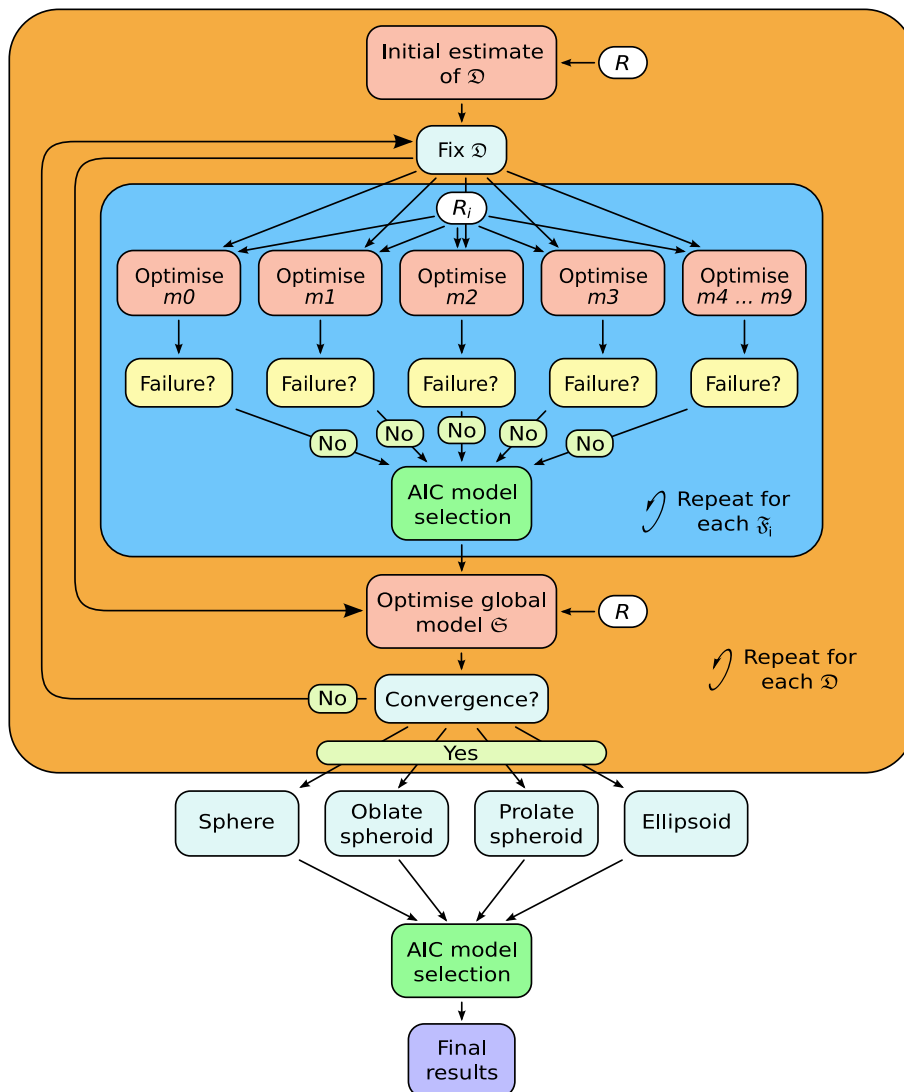 Initial estimate
of 𝔇
R
Fix 𝔇
Rᵢ
Optimise
m0
Optimise
m1
Optimise
m2
Optimise
m3
Optimise
m4 ... m9
Failure?
Failure?
Failure?
Failure?
Failure?
No
No
No
No
No
AIC model
selection
Repeat for
each 𝔉ᵢ
Optimise global
model 𝔖
R
Repeat for
each 𝔇
Convergence?
No
Yes
Sphere
Oblate
spheroid
Prolate
spheroid
Ellipsoid
AIC model
selection
Final
results